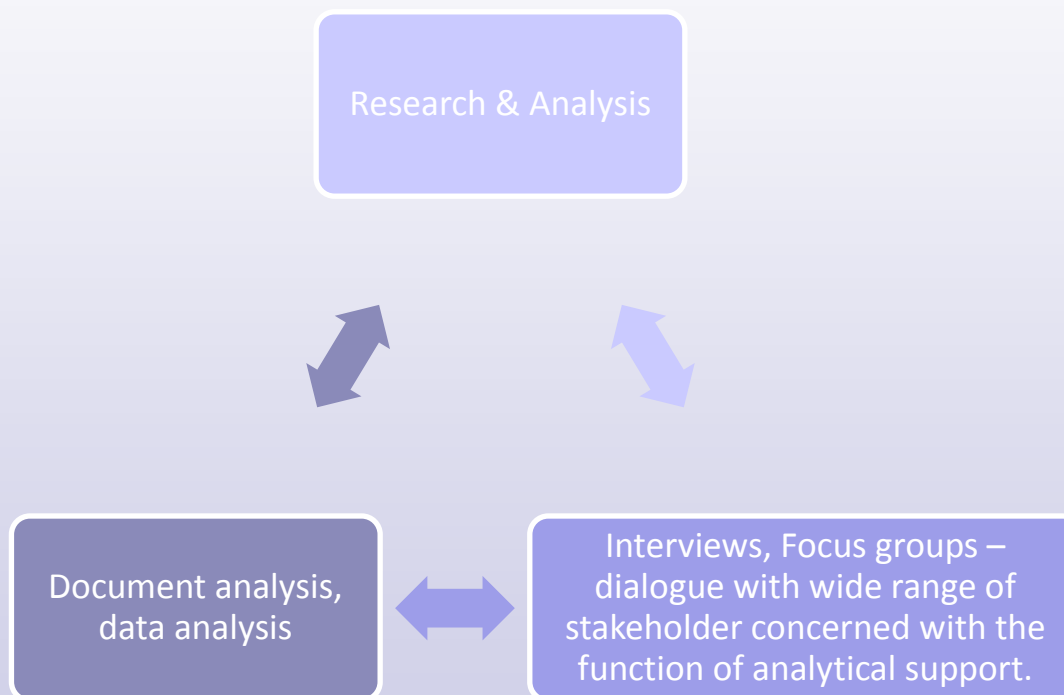 Research & Analysis
Document analysis,
data analysis
Interviews, Focus groups –
dialogue with wide range of
stakeholder concerned with the
function of analytical support.